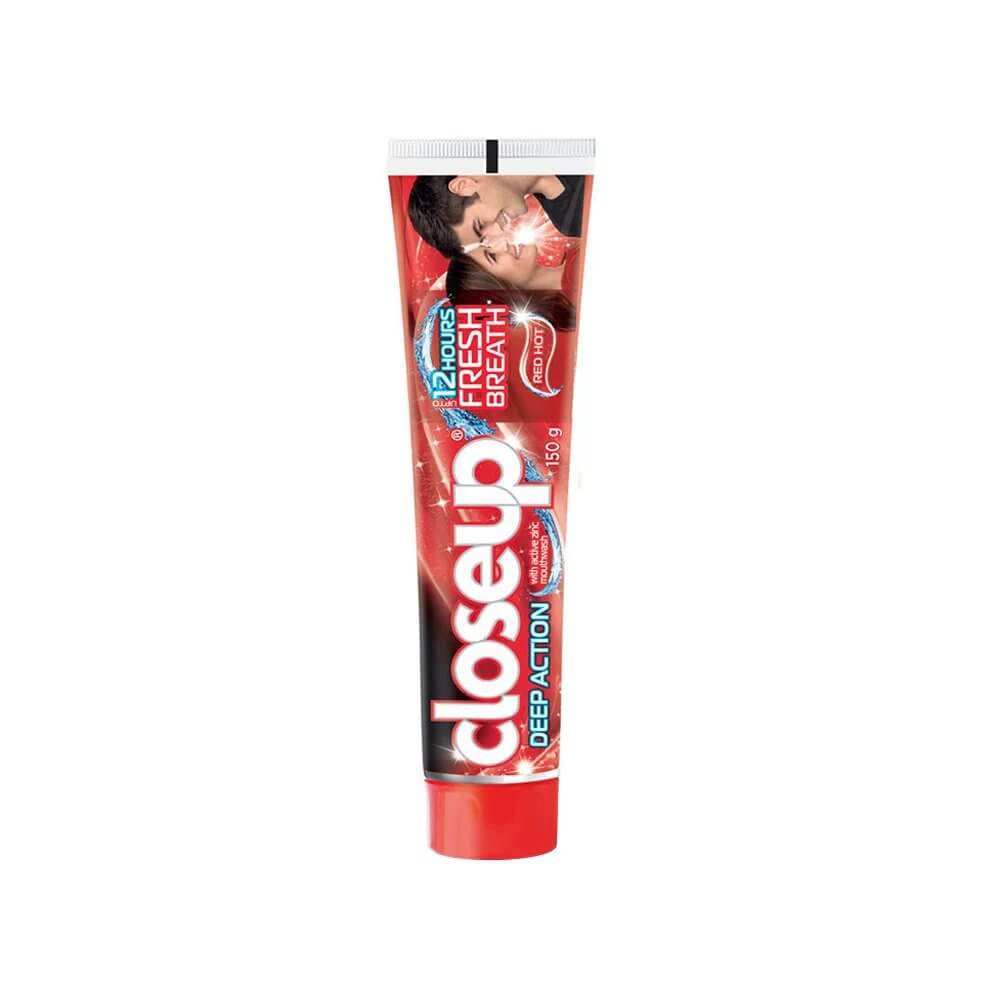 closeup®
DEEP ACTION
with active zinc
mouthwash
150 g
UPTO 12 HOURS
FRESH
BREATH*
RED HOT